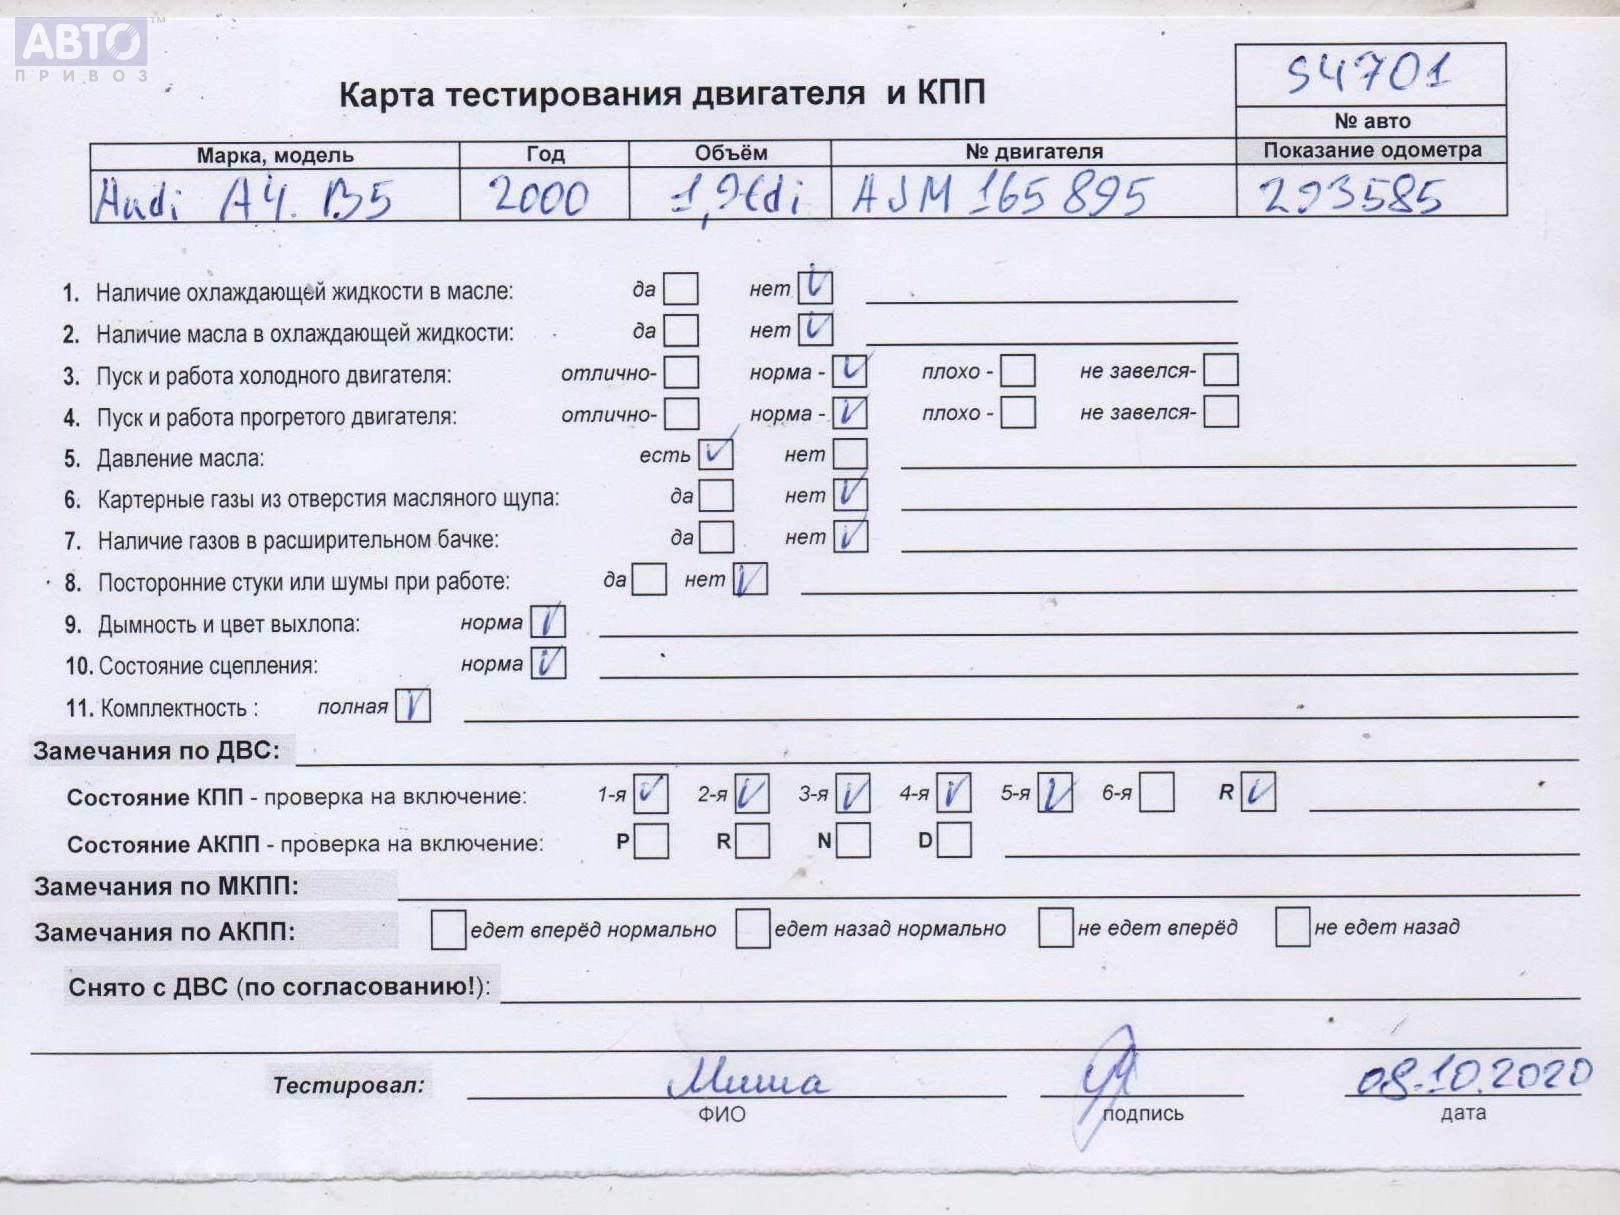 АВТО ™
ПРИВОЗ
S4701
Карта тестирования двигателя и КПП
№ авто
Марка, модель Год Объём № двигателя Показание одометра
Audi A4. B5 2000 1,9tdi AJM 165 895 293585
1. Наличие охлаждающей жидкости в масле: да нет
2. Наличие масла в охлаждающей жидкости: да нет
3. Пуск и работа холодного двигателя: отлично- норма - плохо - не завелся-
4. Пуск и работа прогретого двигателя: отлично- норма - плохо - не завелся-
5. Давление масла: есть нет
6. Картерные газы из отверстия масляного щупа: да нет
7. Наличие газов в расширительном бачке: да нет
8. Посторонние стуки или шумы при работе: да нет
9. Дымность и цвет выхлопа: норма
10. Состояние сцепления: норма
11. Комплектность : полная
Замечания по ДВС:
Состояние КПП - проверка на включение: 1-я 2-я 3-я 4-я 5-я 6-я R
Состояние АКПП - проверка на включение: P R N D
Замечания по МКПП:
Замечания по АКПП: едет вперёд нормально едет назад нормально не едет вперёд не едет назад
Снято с ДВС (по согласованию!):
Тестировал: Миша 08.10.2020
ФИО подпись дата